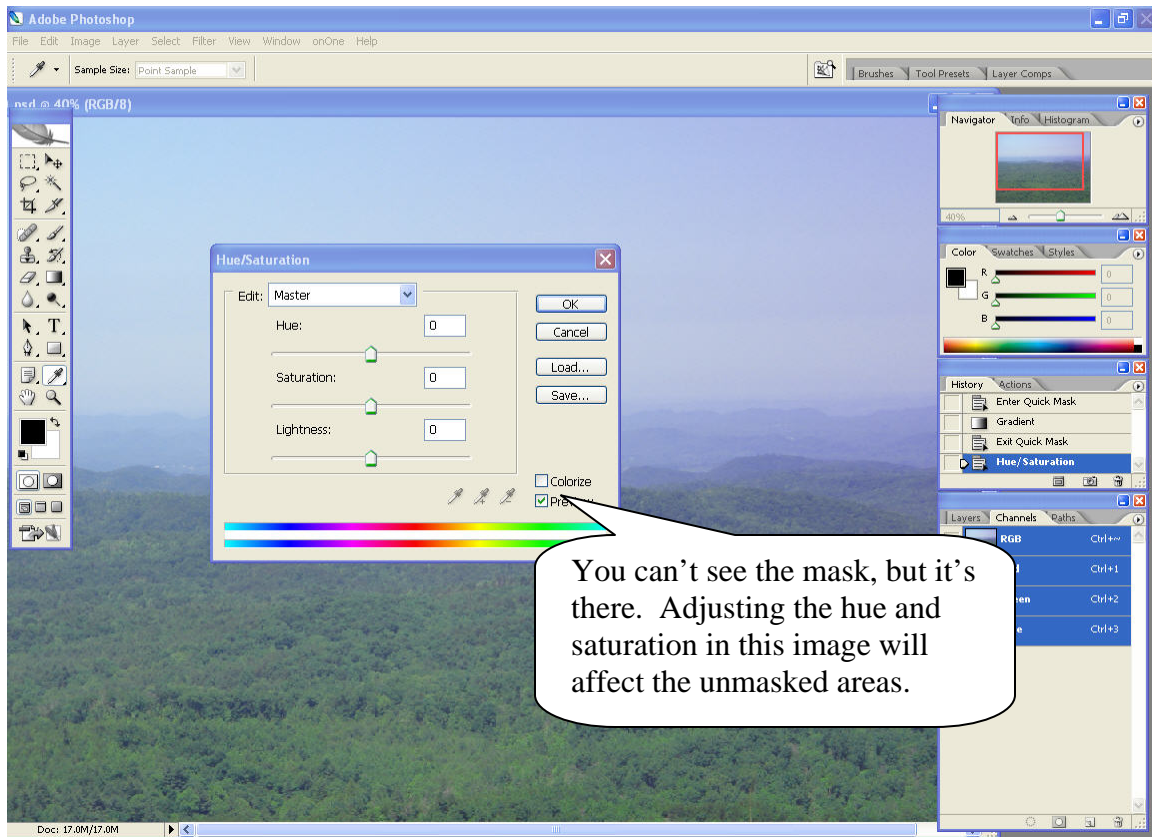 Adobe Photoshop
File Edit Image Layer Select Filter View Window onOne Help
Sample Size: Point Sample
Brushes Tool Presets Layer Comps
.psd @ 40% (RGB/8)
Navigator Info Histogram
40%
Color Swatches Styles
R 0
G 0
B 0
Hue/Saturation
Edit: Master
Hue: 0
Saturation: 0
Lightness: 0
OK
Cancel
Load...
Save...
Colorize
History Actions
Enter Quick Mask
Gradient
Exit Quick Mask
Hue/Saturation
Layers Channels Paths
RGB Ctrl+~
Ctrl+1
Ctrl+2
Ctrl+3
You can’t see the mask, but it’s
there. Adjusting the hue and
saturation in this image will
affect the unmasked areas.
Doc: 17.0M/17.0M